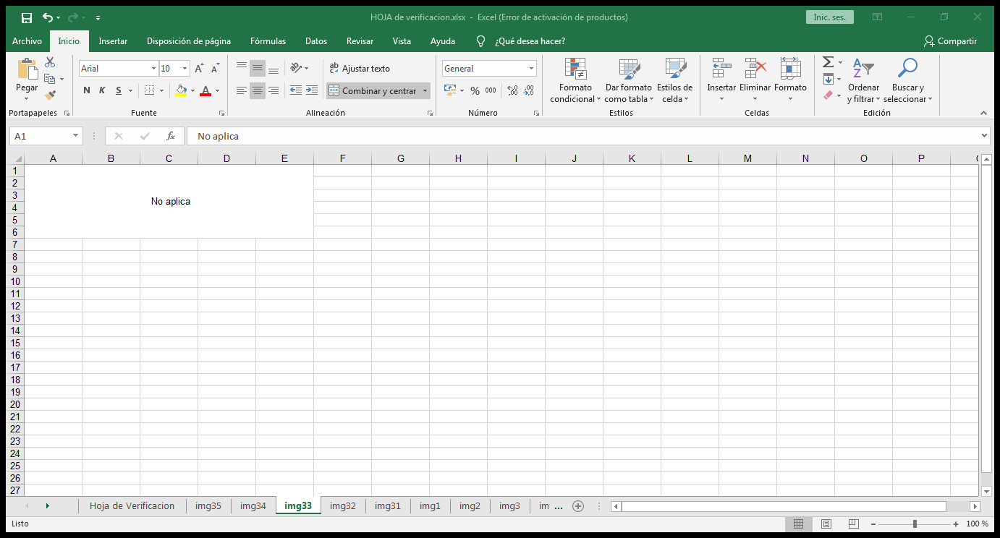 HOJA de verificacion.xlsx - Excel (Error de activación de productos)
Inic. ses.
Archivo Inicio Insertar Disposición de página Fórmulas Datos Revisar Vista Ayuda ¿Qué desea hacer? Compartir
Pegar
Portapapeles
Arial 10
N K S
Fuente
Ajustar texto
Combinar y centrar
Alineación
General
% 000
Número
Formato condicional
Dar formato como tabla
Estilos de celda
Estilos
Insertar Eliminar Formato
Celdas
Ordenar y filtrar
Buscar y seleccionar
Edición
A1 fx No aplica
A B C D E F G H I J K L M N O P
1
2
3
No aplica
4
5
6
7
8
9
10
11
12
13
14
15
16
17
18
19
20
21
22
23
24
25
26
27
Hoja de Verificacion img35 img34 img33 img32 img31 img1 img2 img3 im ...
Listo
100 %